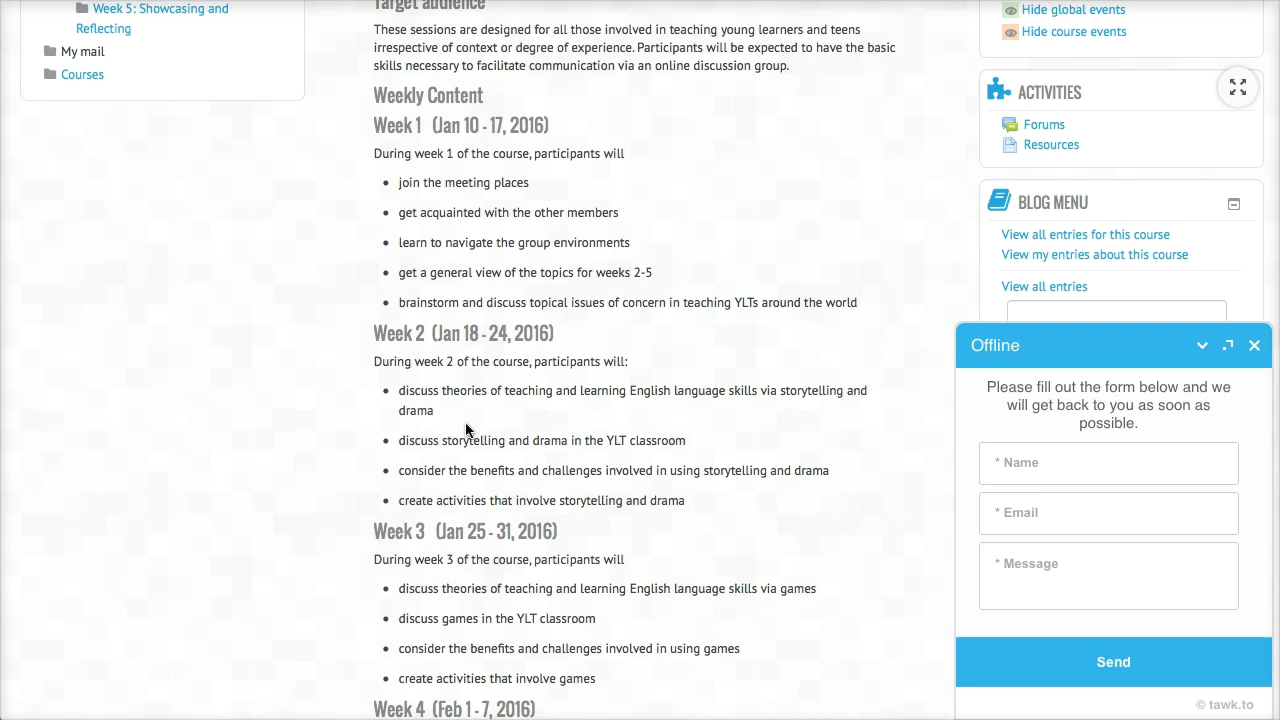 Week 5: Showcasing and
Reflecting
My mail
Courses
Target audience
These sessions are designed for all those involved in teaching young learners and teens
irrespective of context or degree of experience. Participants will be expected to have the basic
skills necessary to facilitate communication via an online discussion group.
Weekly Content
Week 1 (Jan 10 - 17, 2016)
During week 1 of the course, participants will
join the meeting places
get acquainted with the other members
learn to navigate the group environments
get a general view of the topics for weeks 2-5
brainstorm and discuss topical issues of concern in teaching YLTs around the world
Week 2 (Jan 18 - 24, 2016)
During week 2 of the course, participants will:
discuss theories of teaching and learning English language skills via storytelling and
drama
discuss storytelling and drama in the YLT classroom
consider the benefits and challenges involved in using storytelling and drama
create activities that involve storytelling and drama
Week 3 (Jan 25 - 31, 2016)
During week 3 of the course, participants will
discuss theories of teaching and learning English language skills via games
discuss games in the YLT classroom
consider the benefits and challenges involved in using games
create activities that involve games
Week 4 (Feb 1 - 7, 2016)
Hide global events
Hide course events
ACTIVITIES
Forums
Resources
BLOG MENU
View all entries for this course
View my entries about this course
View all entries
Offline
Please fill out the form below and we
will get back to you as soon as
possible.
* Name
* Email
* Message
Send
© tawk.to